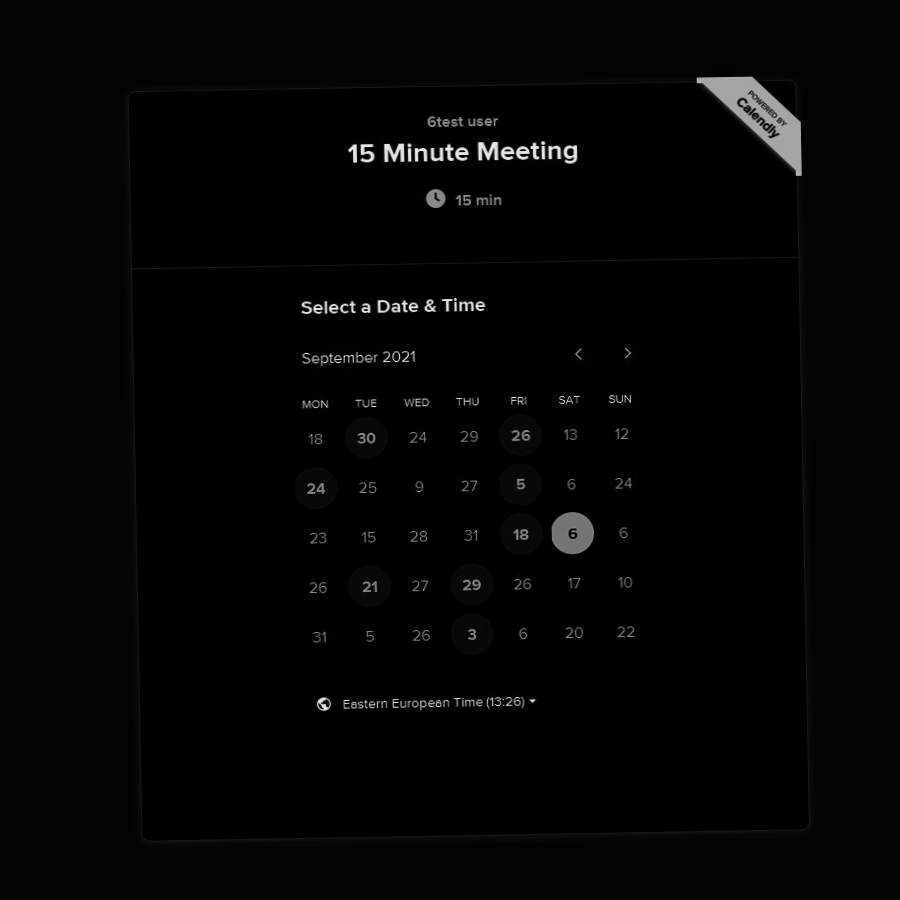 POWERED BY
Calendly
6test user
15 Minute Meeting
15 min
Select a Date & Time
September 2021
MON TUE WED THU FRI SAT SUN
18 30 24 29 26 13 12
24 25 9 27 5 6 24
23 15 28 31 18 6 6
26 21 27 29 26 17 10
31 5 26 3 6 20 22
Eastern European Time (13:26)